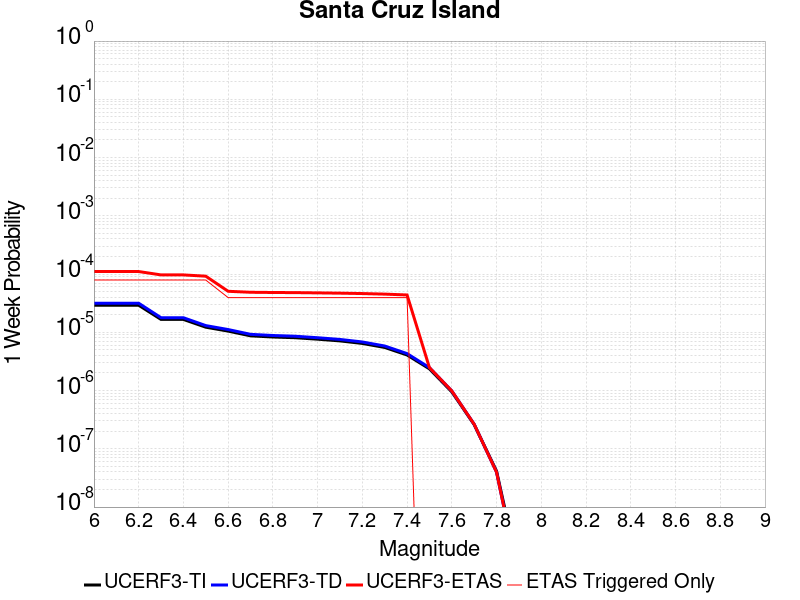 Santa Cruz Island
10^0
10^-1
10^-2
10^-3
10^-4
10^-5
10^-6
10^-7
10^-8
1 Week Probability
6 6.2 6.4 6.6 6.8 7 7.2 7.4 7.6 7.8 8 8.2 8.4 8.6 8.8 9
Magnitude
UCERF3-TI UCERF3-TD UCERF3-ETAS ETAS Triggered Only